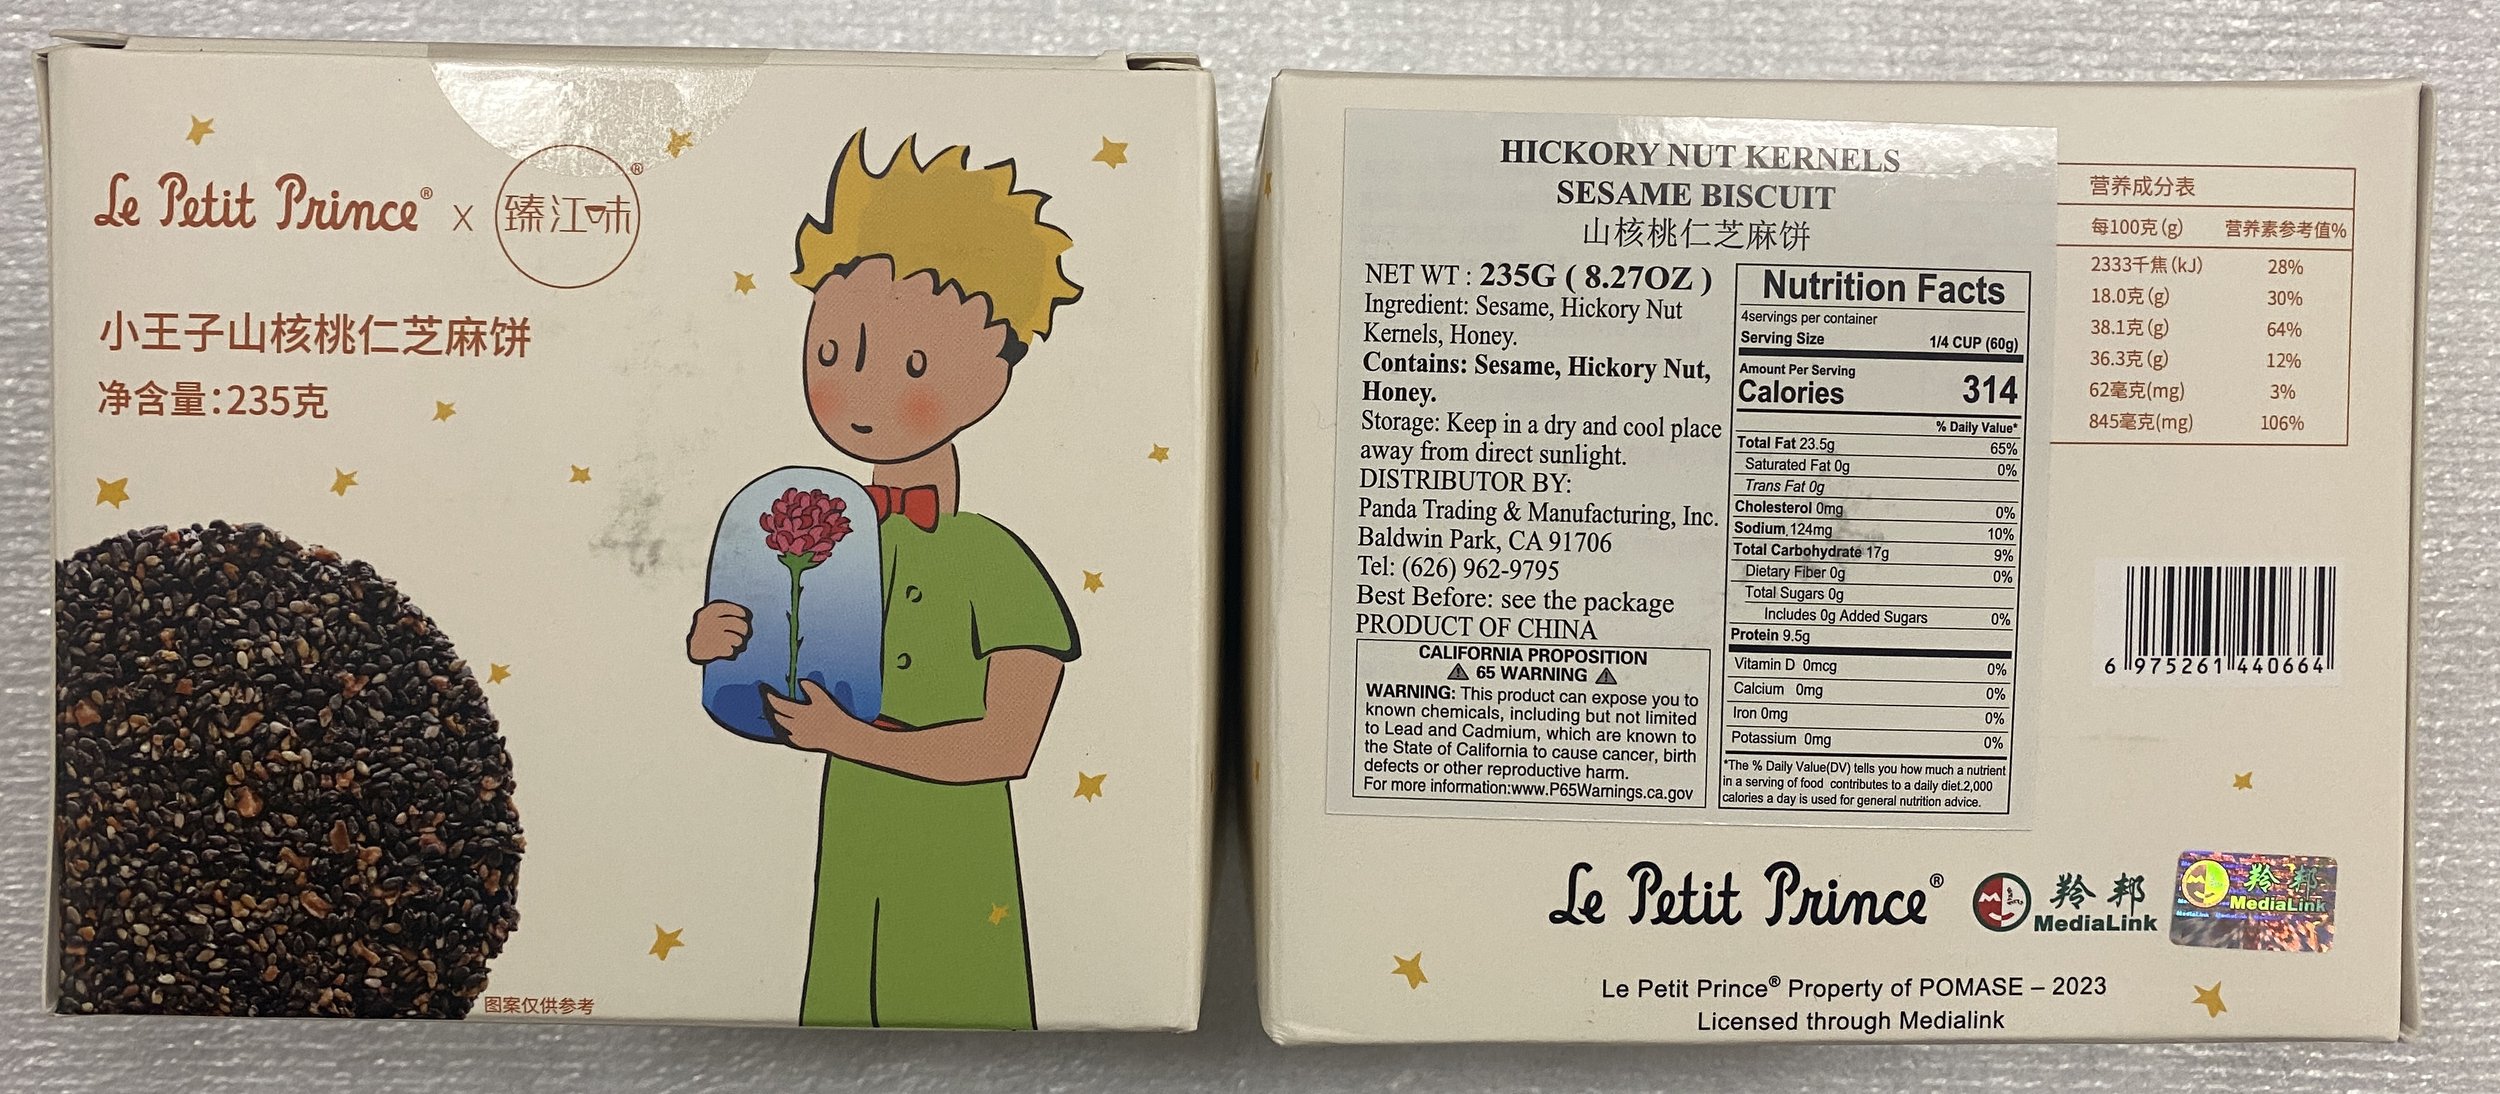 Le Petit Prince® X 臻江味®
小王子山核桃仁芝麻饼
净含量:235克
图案仅供参考
HICKORY NUT KERNELS
SESAME BISCUIT
山核桃仁芝麻饼
NET WT : 235G ( 8.27OZ )
Ingredient: Sesame, Hickory Nut
Kernels, Honey.
Contains: Sesame, Hickory Nut,
Honey.
Storage: Keep in a dry and cool place
away from direct sunlight.
DISTRIBUTOR BY:
Panda Trading & Manufacturing, Inc.
Baldwin Park, CA 91706
Tel: (626) 962-9795
Best Before: see the package
PRODUCT OF CHINA
CALIFORNIA PROPOSITION
65 WARNING
WARNING: This product can expose you to
known chemicals, including but not limited
to Lead and Cadmium, which are known to
the State of California to cause cancer, birth
defects or other reproductive harm.
For more information:www.P65Warnings.ca.gov
Nutrition Facts
4servings per container
Serving Size 1/4 CUP (60g)
Amount Per Serving
Calories 314
% Daily Value*
Total Fat 23.5g 65%
Saturated Fat 0g 0%
Trans Fat 0g
Cholesterol 0mg 0%
Sodium 124mg 10%
Total Carbohydrate 17g 9%
Dietary Fiber 0g 0%
Total Sugars 0g
Includes 0g Added Sugars 0%
Protein 9.5g
Vitamin D 0mcg 0%
Calcium 0mg 0%
Iron 0mg 0%
Potassium 0mg 0%
*The % Daily Value(DV) tells you how much a nutrient
in a serving of food contributes to a daily diet.2,000
calories a day is used for general nutrition advice.
营养成分表
每100克(g) 营养素参考值%
2333千焦(kJ) 28%
18.0克(g) 30%
38.1克(g) 64%
36.3克(g) 12%
62毫克(mg) 3%
845毫克(mg) 106%
6 975261 440664
Le Petit Prince® 羚邦 MediaLink
羚邦 MediaLink
Le Petit Prince® Property of POMASE – 2023
Licensed through Medialink